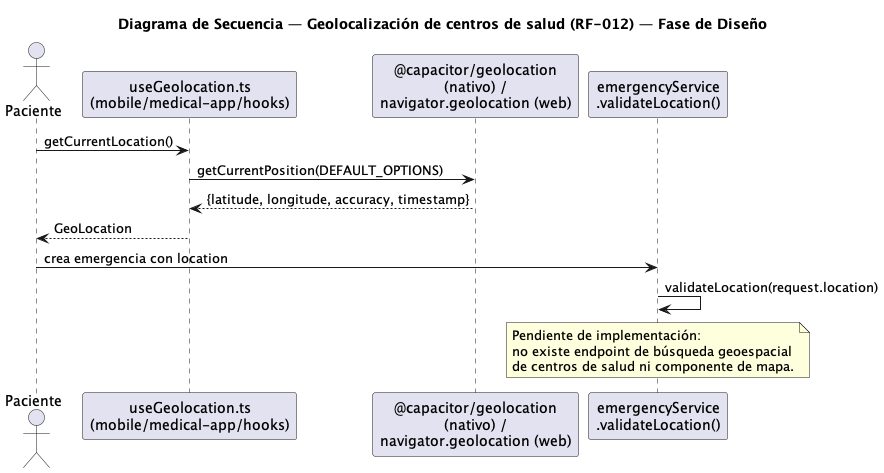 Diagrama de Secuencia — Geolocalización de centros de salud (RF-012) — Fase de Diseño
Paciente
useGeolocation.ts
(mobile/medical-app/hooks)
@capacitor/geolocation
(nativo) /
navigator.geolocation (web)
emergencyService
.validateLocation()
getCurrentLocation()
getCurrentPosition(DEFAULT_OPTIONS)
{latitude, longitude, accuracy, timestamp}
GeoLocation
crea emergencia con location
validateLocation(request.location)
Pendiente de implementación:
no existe endpoint de búsqueda geoespacial
de centros de salud ni componente de mapa.
Paciente
useGeolocation.ts
(mobile/medical-app/hooks)
@capacitor/geolocation
(nativo) /
navigator.geolocation (web)
emergencyService
.validateLocation()